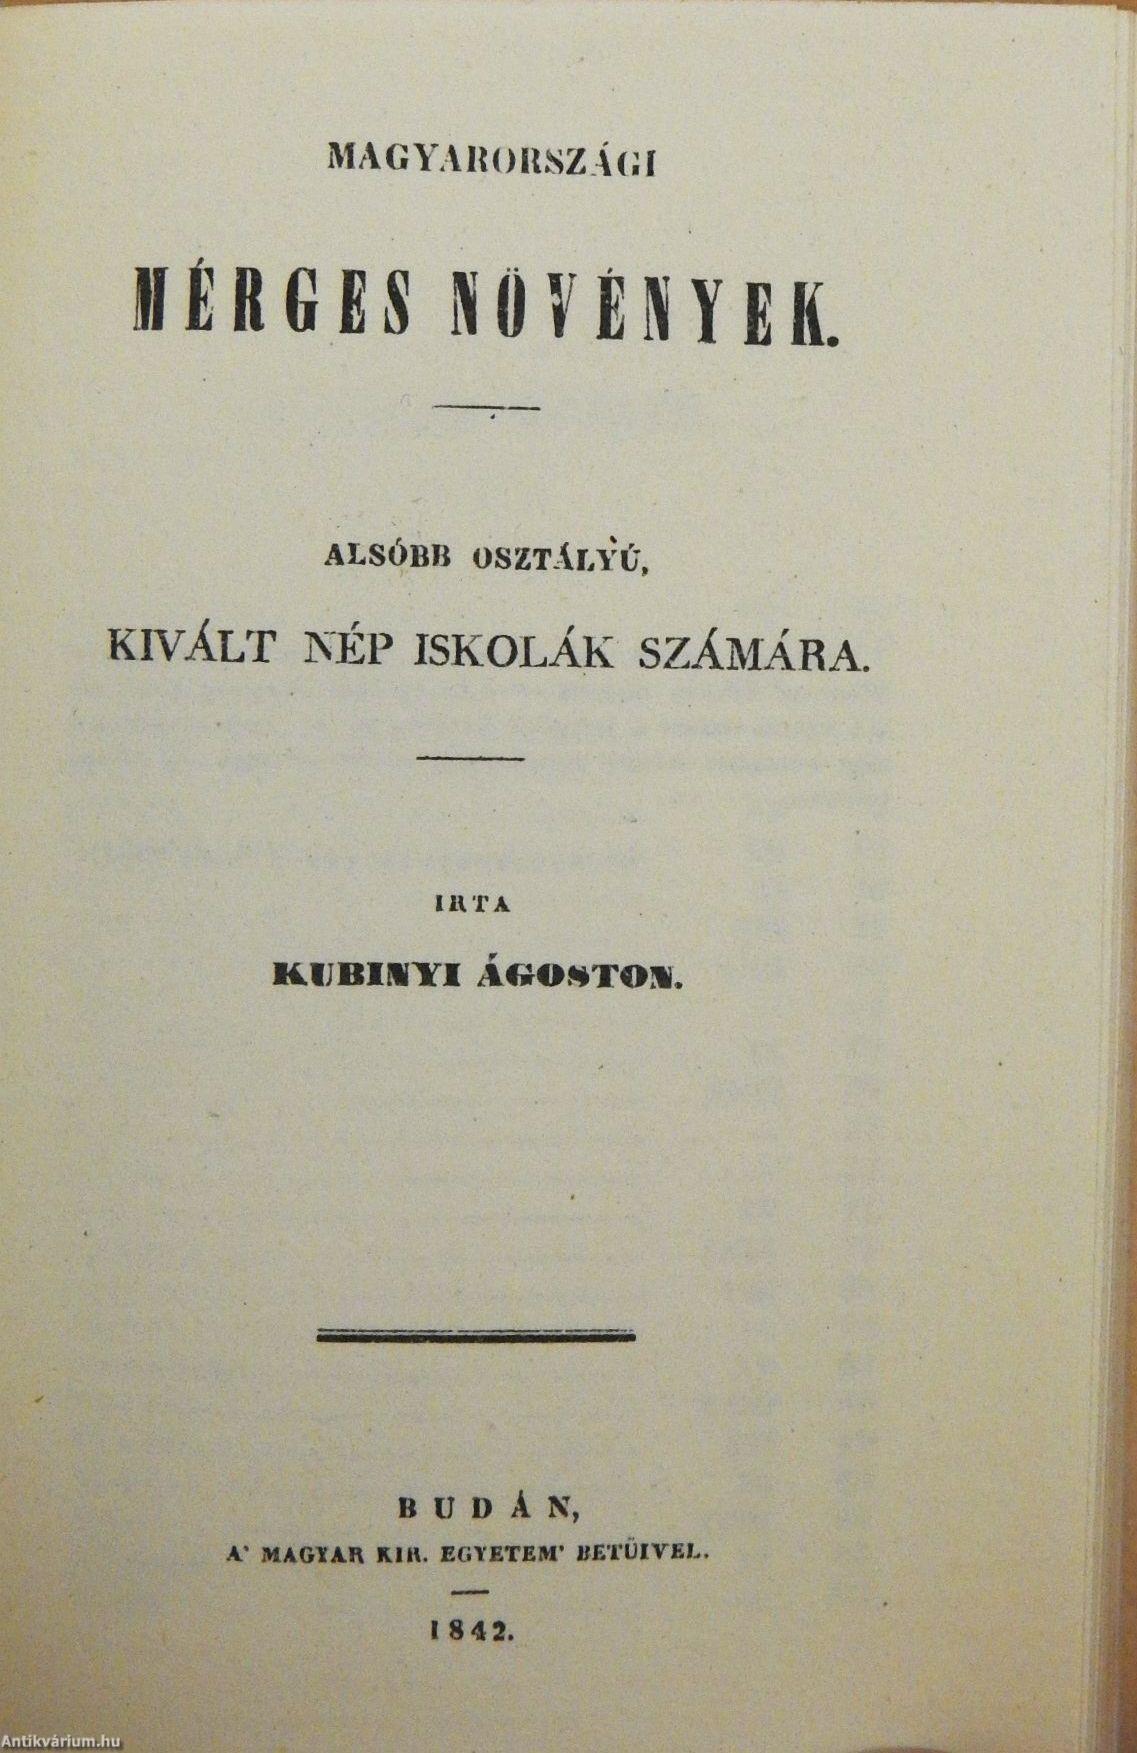 MAGYARORSZÁGI
MÉRGES NÖVÉNYEK.
ALSÓBB OSZTÁLYÚ,
KIVÁLT NÉP ISKOLÁK SZÁMÁRA.
IRTA
KUBINYI ÁGOSTON.
BUDÁN,
A' MAGYAR KIR. EGYETEM' BETŰIVEL.
1842.
Antikvárium.hu